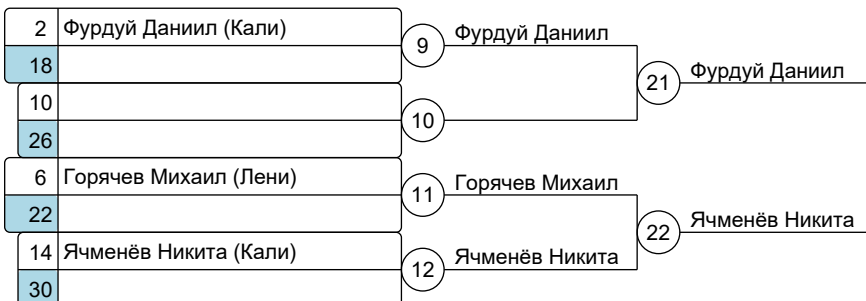 2 Фурдуй Даниил (Кали)
18
9 Фурдуй Даниил
21 Фурдуй Даниил
10
26
10
6 Горячев Михаил (Лени)
22
11 Горячев Михаил
22 Ячменёв Никита
14 Ячменёв Никита (Кали)
30
12 Ячменёв Никита